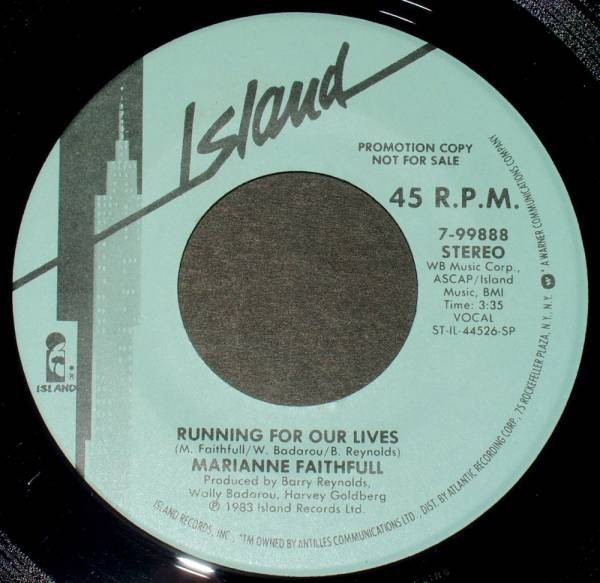 Island
PROMOTION COPY
NOT FOR SALE
45 R.P.M.
7-99888
STEREO
WB Music Corp.,
ASCAP/Island
Music, BMI
Time: 3:35
VOCAL
ST-IL-44526-SP
ISLAND
RUNNING FOR OUR LIVES
(M. Faithfull/W. Badarou/B. Reynolds)
MARIANNE FAITHFULL
Produced by Barry Reynolds,
Wally Badarou, Harvey Goldberg
℗ 1983 Island Records Ltd.
ISLAND RECORDS, INC., *TM OWNED BY ANTILLES COMMUNICATIONS LTD., DIST. BY ATLANTIC RECORDING CORP., 75 ROCKEFELLER PLAZA, N.Y., N.Y. A WARNER COMMUNICATIONS COMPANY